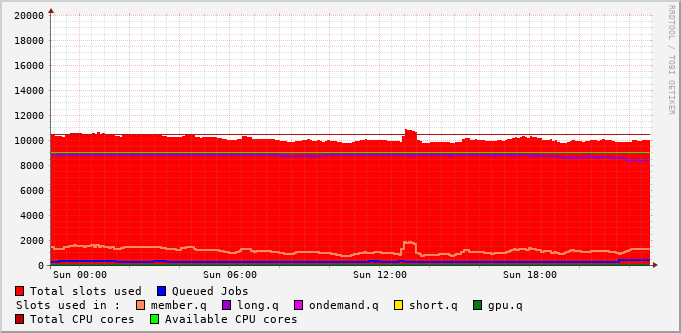 20000
18000
16000
14000
12000
10000
8000
6000
4000
2000
0
Sun 00:00 Sun 06:00 Sun 12:00 Sun 18:00
RRDTOOL / TOBI OETIKER
Total slots used Queued Jobs
Slots used in : member.q long.q ondemand.q short.q gpu.q
Total CPU cores Available CPU cores